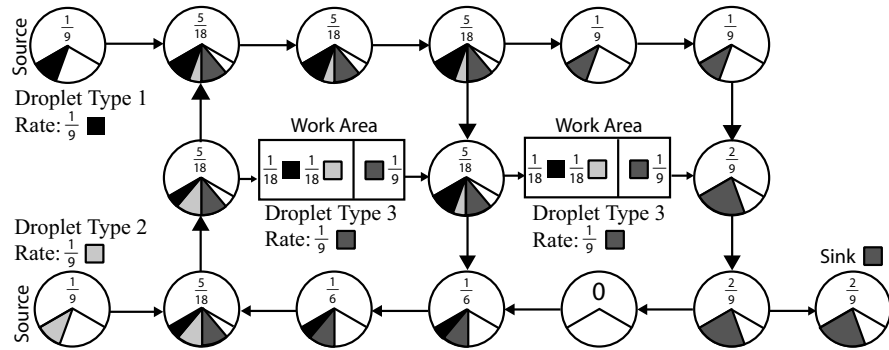 1/9 5/18 5/18 5/18 1/9 1/9
Source
Droplet Type 1
Rate: 1/9
Work Area
Work Area
5/18 1/18 1/18 1/9 5/18 1/18 1/18 1/9 2/9
Droplet Type 3
Rate: 1/9
Droplet Type 3
Rate: 1/9
Droplet Type 2
Rate: 1/9
Sink
Source
1/9 5/18 1/6 1/6 0 2/9 2/9